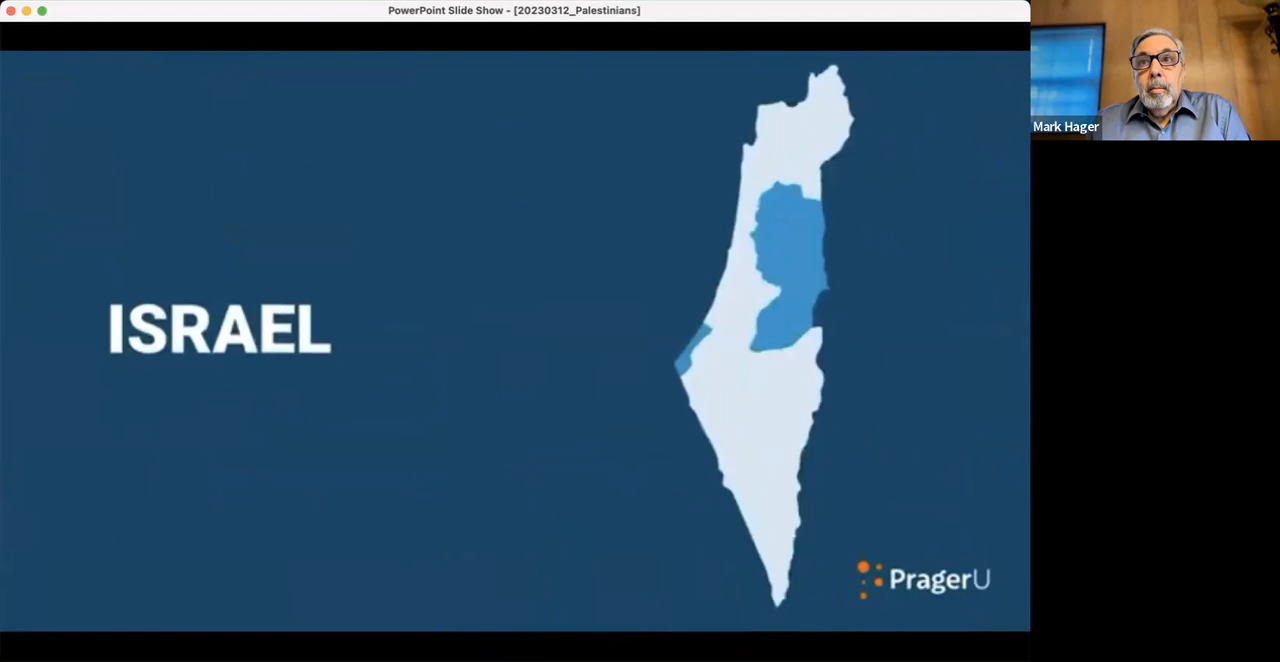 PowerPoint Slide Show - [20230312_Palestinians]
Mark Hager
ISRAEL
PragerU